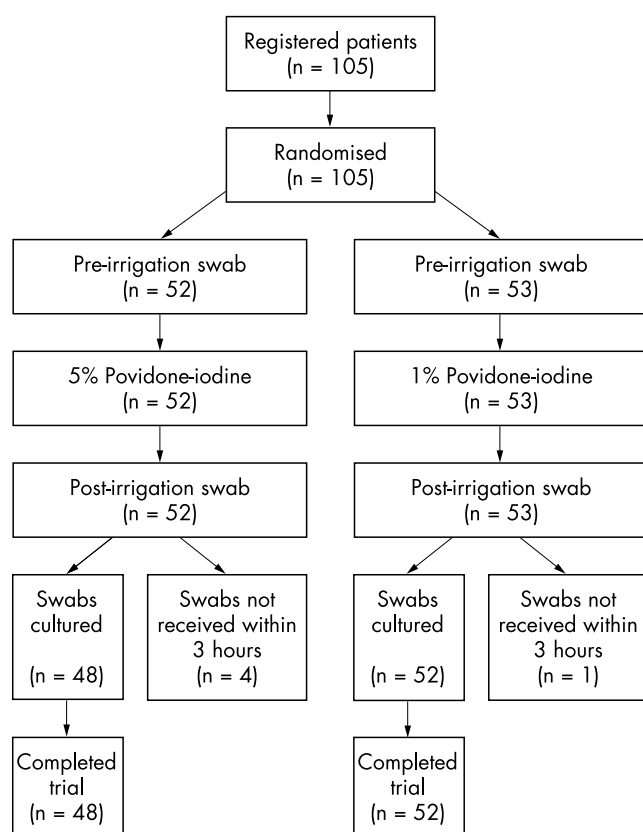 Registered patients
(n = 105)
Randomised
(n = 105)
Pre-irrigation swab
(n = 52)
Pre-irrigation swab
(n = 53)
5% Povidone-iodine
(n = 52)
1% Povidone-iodine
(n = 53)
Post-irrigation swab
(n = 52)
Post-irrigation swab
(n = 53)
Swabs
cultured
(n = 48)
Swabs not
received within
3 hours
(n = 4)
Swabs
cultured
(n = 52)
Swabs not
received within
3 hours
(n = 1)
Completed
trial
(n = 48)
Completed
trial
(n = 52)